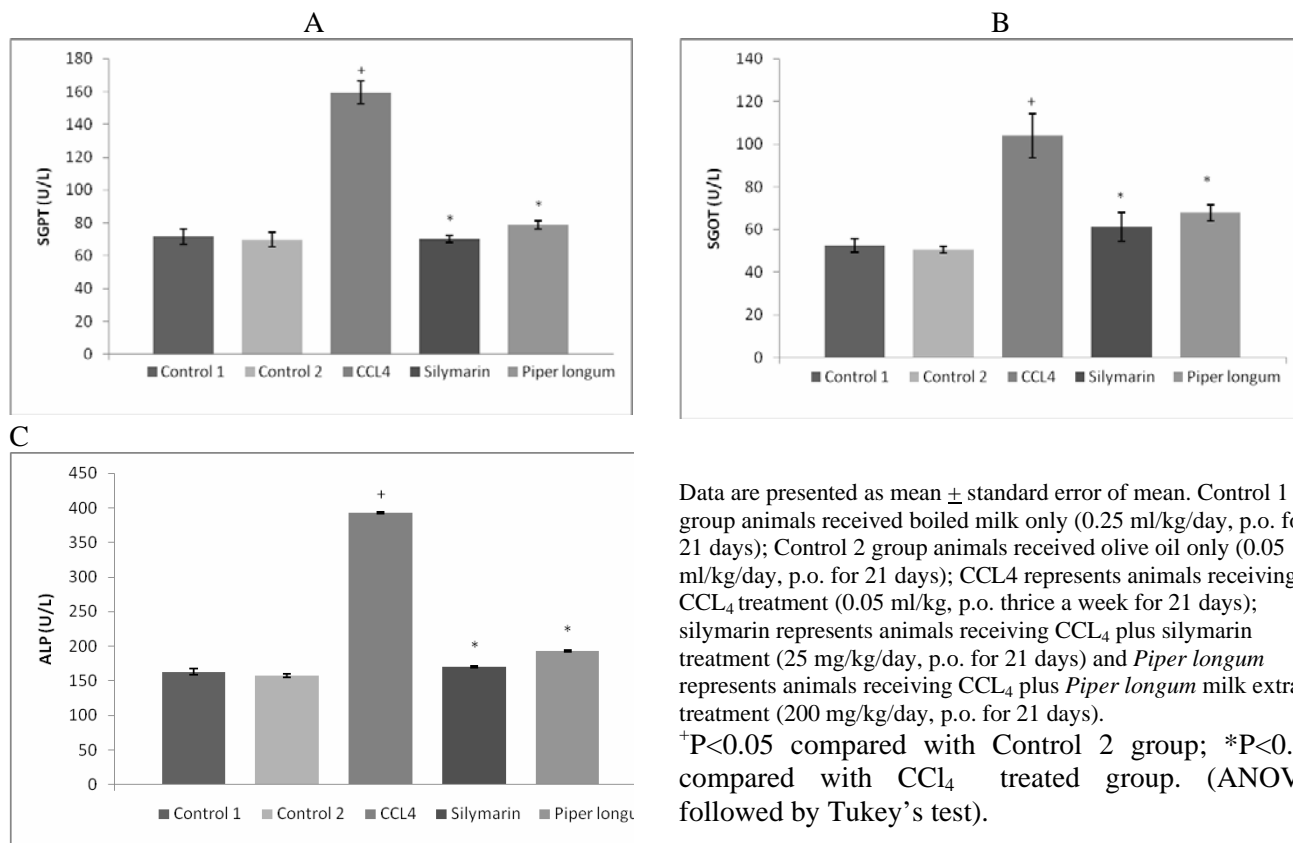 A
180
160
140
120
100
80
60
40
20
0
SGPT (U/L)
+
*
*
Control 1 Control 2 CCL4 Silymarin Piper longum
B
140
120
100
80
60
40
20
0
SGOT (U/L)
+
*
*
Control 1 Control 2 CCL4 Silymarin Piper longum
C
450
400
350
300
250
200
150
100
50
0
ALP (U/L)
+
*
*
Control 1 Control 2 CCL4 Silymarin Piper
Data are presented as mean ± standard error of mean. Control 1
group animals received boiled milk only (0.25 ml/kg/day, p.o.
21 days); Control 2 group animals received olive oil only (0.05
ml/kg/day, p.o. for 21 days); CCL4 represents animals receiving
CCL₄ treatment (0.05 ml/kg, p.o. thrice a week for 21 days);
silymarin represents animals receiving CCL₄ plus silymarin
treatment (25 mg/kg/day, p.o. for 21 days) and Piper longum
represents animals receiving CCL₄ plus Piper longum milk
treatment (200 mg/kg/day, p.o. for 21 days).
⁺P<0.05 compared with Control 2 group;
compared with CCl₄ treated group.
followed by Tukey's test).